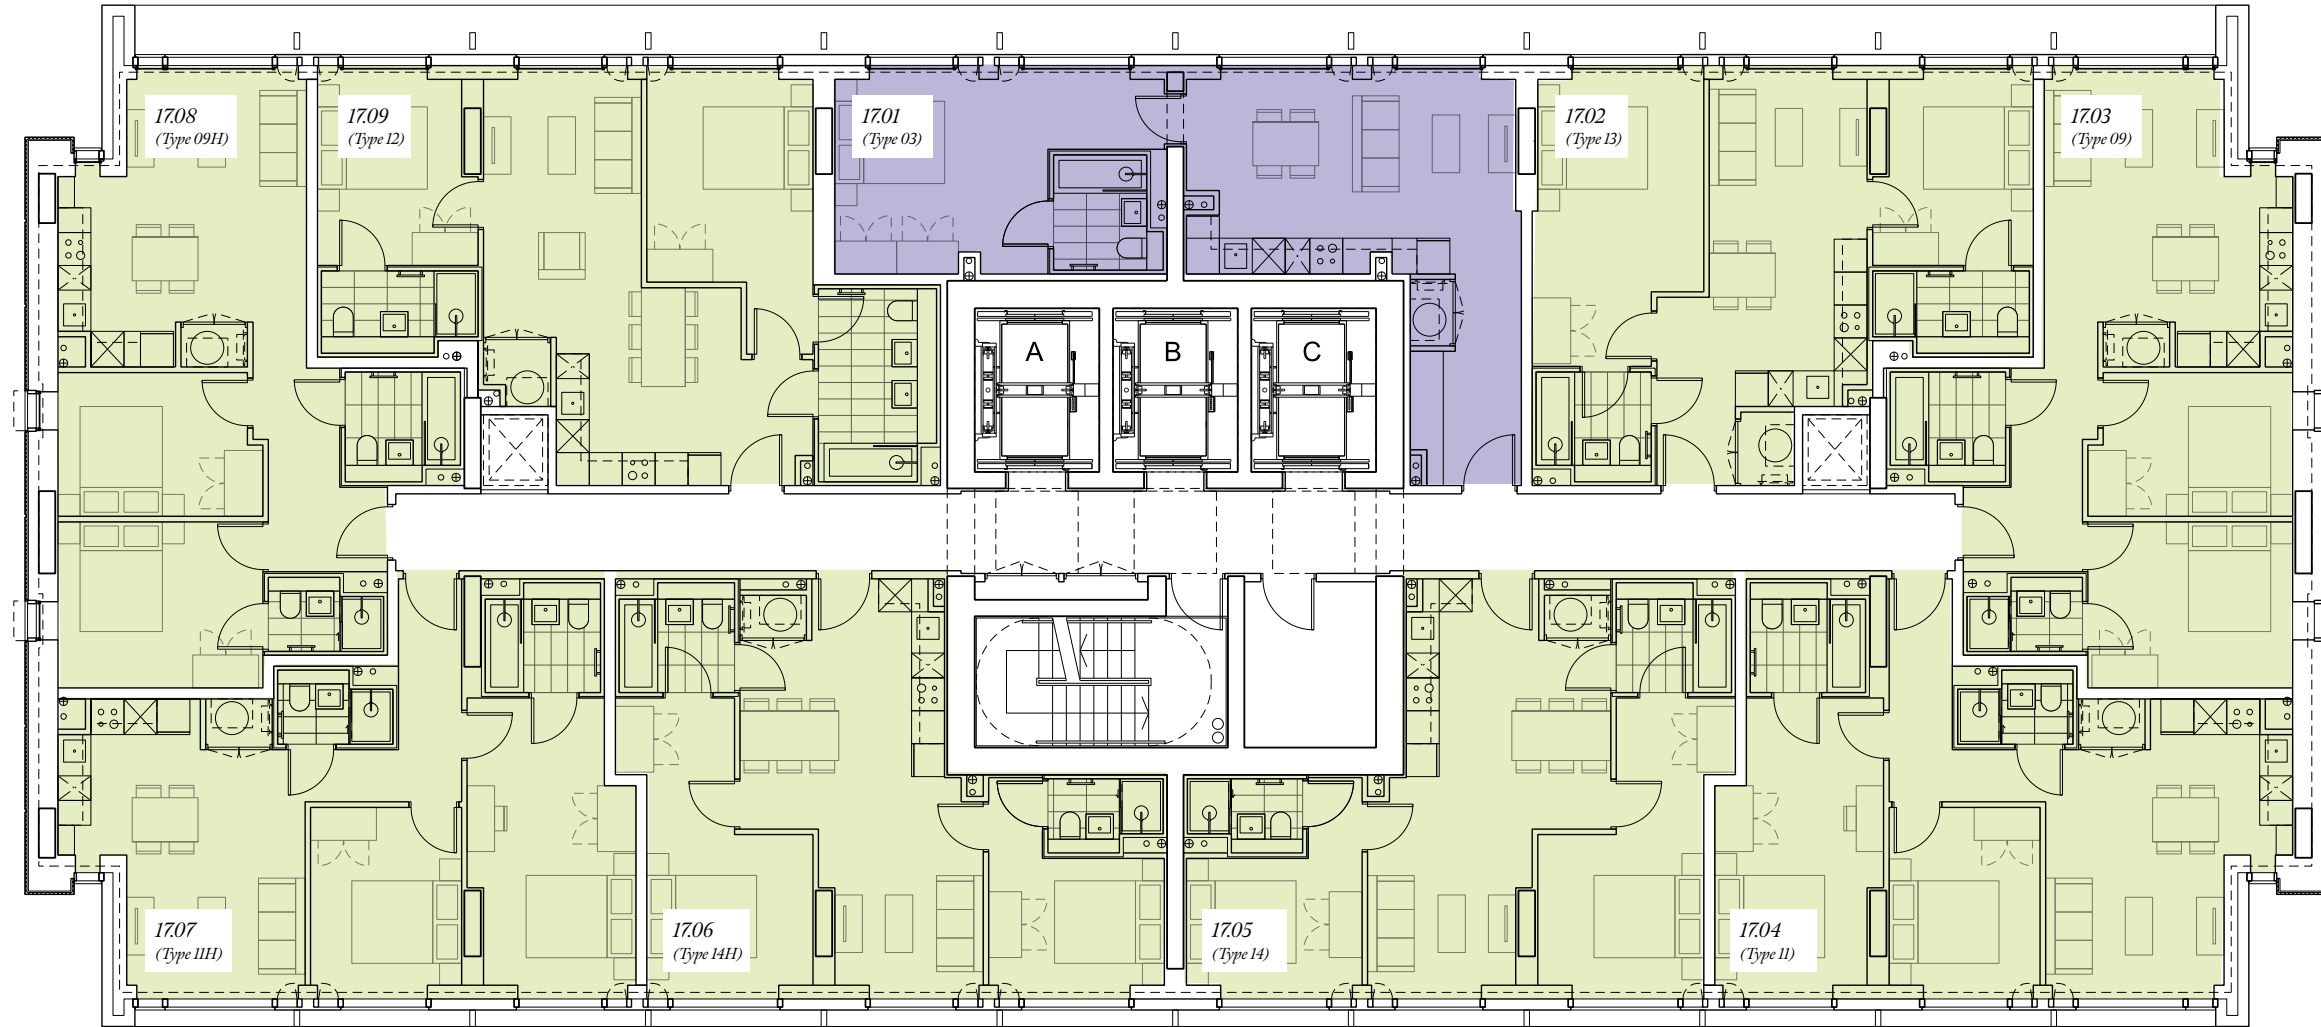 17.08
(Type 09H)
17.09
(Type 12)
17.01
(Type 03)
17.02
(Type 13)
17.03
(Type 09)
A
B
C
17.07
(Type 11H)
17.06
(Type 14H)
17.05
(Type 14)
17.04
(Type 11)